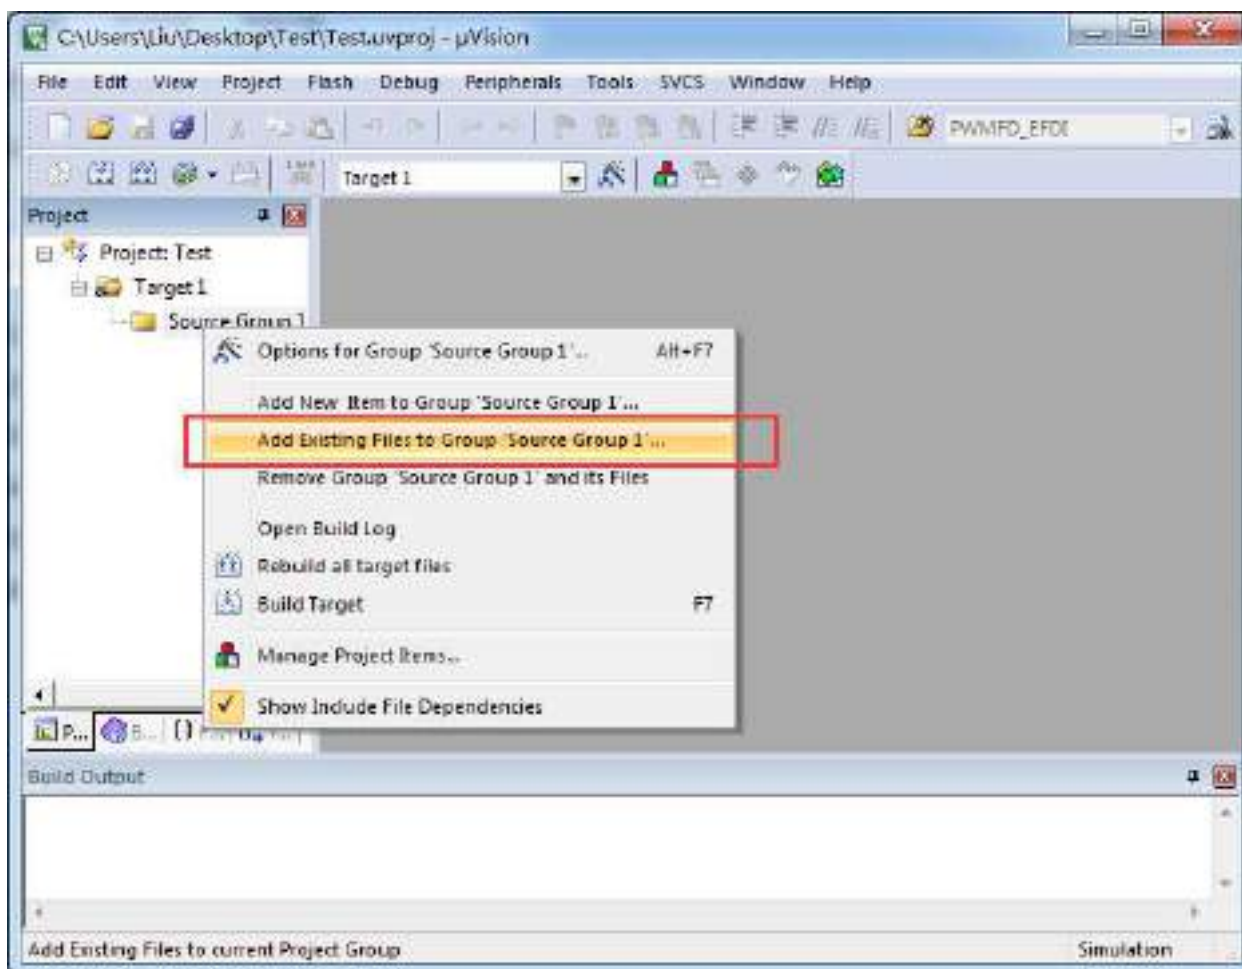 C:\Users\Liu\Desktop\Test\Test.uvproj - µVision
File Edit View Project Flash Debug Peripherals Tools SVCS Window Help
PWMFD_EFDI
Target 1
Project
Project: Test
Target 1
Source Group 1
Options for Group 'Source Group 1'... Alt+F7
Add New Item to Group 'Source Group 1'...
Add Existing Files to Group 'Source Group 1'...
Remove Group 'Source Group 1' and its Files
Open Build Log
Rebuild all target files
Build Target F7
Manage Project Items...
Show Include File Dependencies
P... B...
Build Output
Add Existing Files to current Project Group Simulation